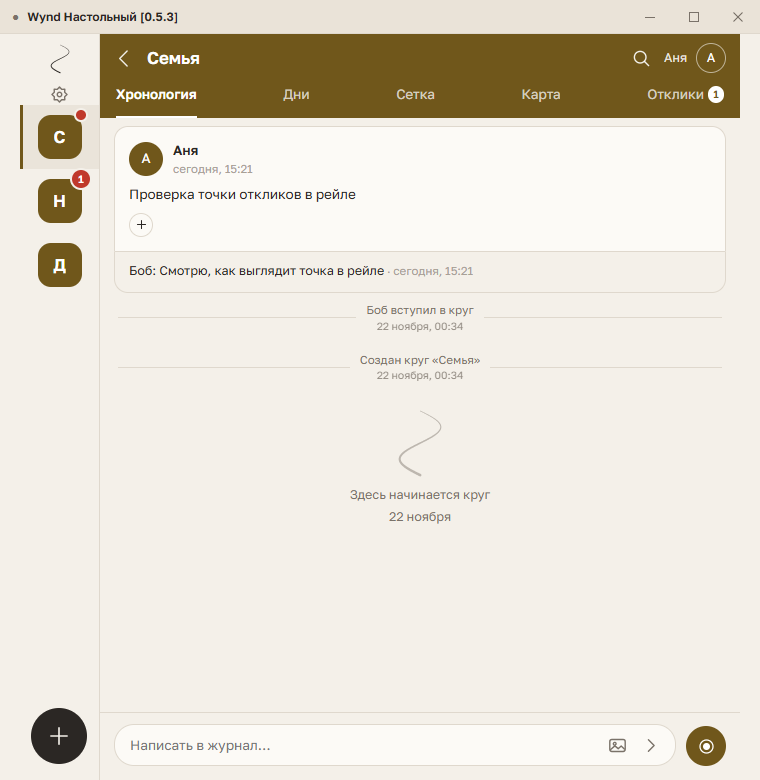 Wynd Настольный [0.5.3]
Семья
Аня
А
Хронология
Дни
Сетка
Карта
Отклики 1
С
1
Н
Д
А
Аня
сегодня, 15:21
Проверка точки откликов в рейле
Боб: Смотрю, как выглядит точка в рейле · сегодня, 15:21
Боб вступил в круг
22 ноября, 00:34
Создан круг «Семья»
22 ноября, 00:34
Здесь начинается круг
22 ноября
Написать в журнал...